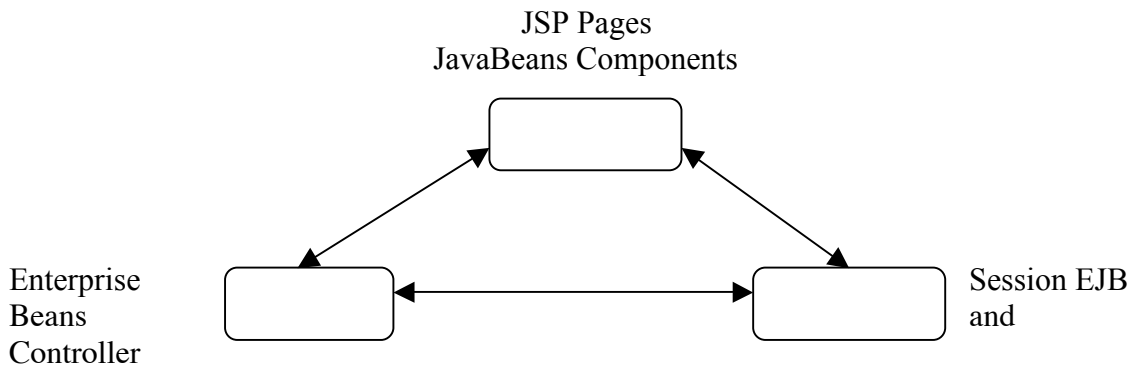 JSP Pages
JavaBeans Components
Enterprise
Beans
Controller
Session EJB
and